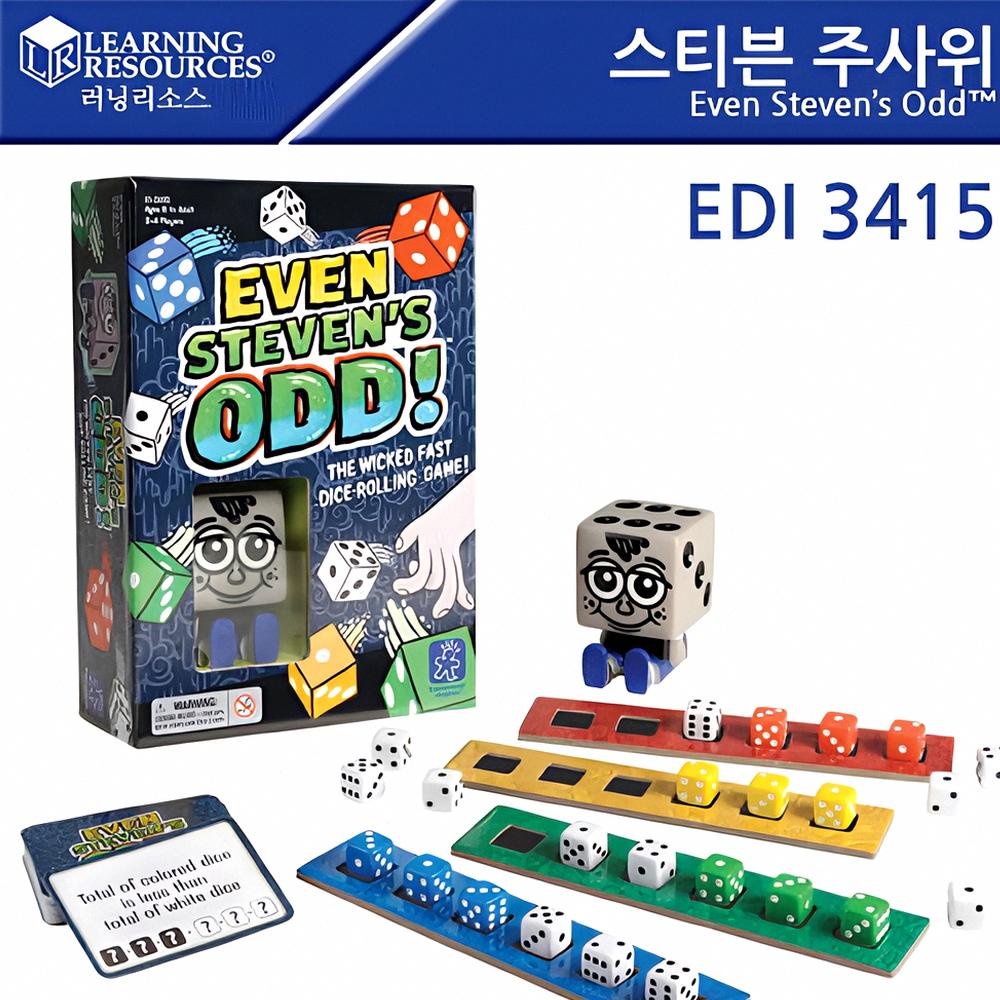 LEARNING
RESOURCES®
러닝리소스
스티븐 주사위
Even Steven's Odd™
EDI 3415
EVEN
STEVEN'S
ODD!
THE WICKED FAST
DICE-ROLLING GAME!
Total of colored dice
is less than
total of white dice
? ? ? - ? - ? - ?